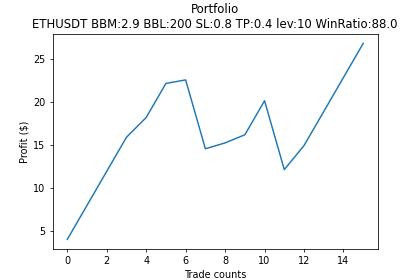 Portfolio
ETHUSDT BBM:2.9 BBL:200 SL:0.8 TP:0.4 lev:10 WinRatio:88.0
Profit ($)
25
20
15
10
5
0 2 4 6 8 10 12 14
Trade counts